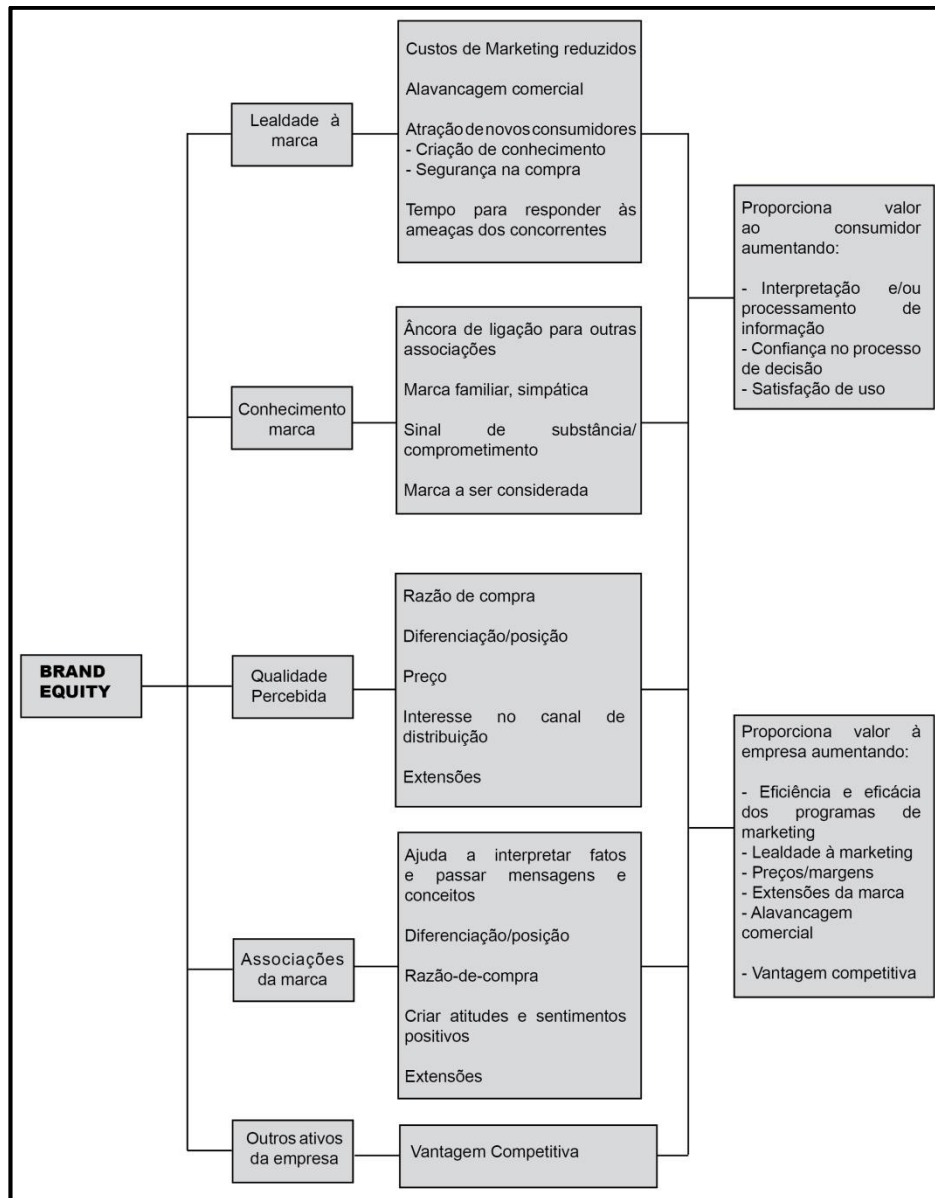 Custos de Marketing reduzidos
Alavancagem comercial
Atração de novos consumidores
- Criação de conhecimento
- Segurança na compra
Tempo para responder às
ameaças dos concorrentes
Lealdade à
marca
Proporciona valor
ao consumidor
aumentando:
- Interpretação e/ou
processamento de
informação
- Confiança no processo
de decisão
- Satisfação de uso
Âncora de ligação para outras
associações
Marca familiar, simpática
Sinal de substância/
comprometimento
Marca a ser considerada
Conhecimento
marca
BRAND
EQUITY
Qualidade
Percebida
Razão de compra
Diferenciação/posição
Preço
Interesse no canal de
distribuição
Extensões
Proporciona valor à
empresa aumentando:
- Eficiência e eficácia
dos programas de
marketing
- Lealdade à marketing
- Preços/margens
- Extensões da marca
- Alavancagem
comercial
- Vantagem competitiva
Associações
da marca
Ajuda a interpretar fatos
e passar mensagens e
conceitos
Diferenciação/posição
Razão-de-compra
Criar atitudes e sentimentos
positivos
Extensões
Outros ativos
da empresa
Vantagem Competitiva